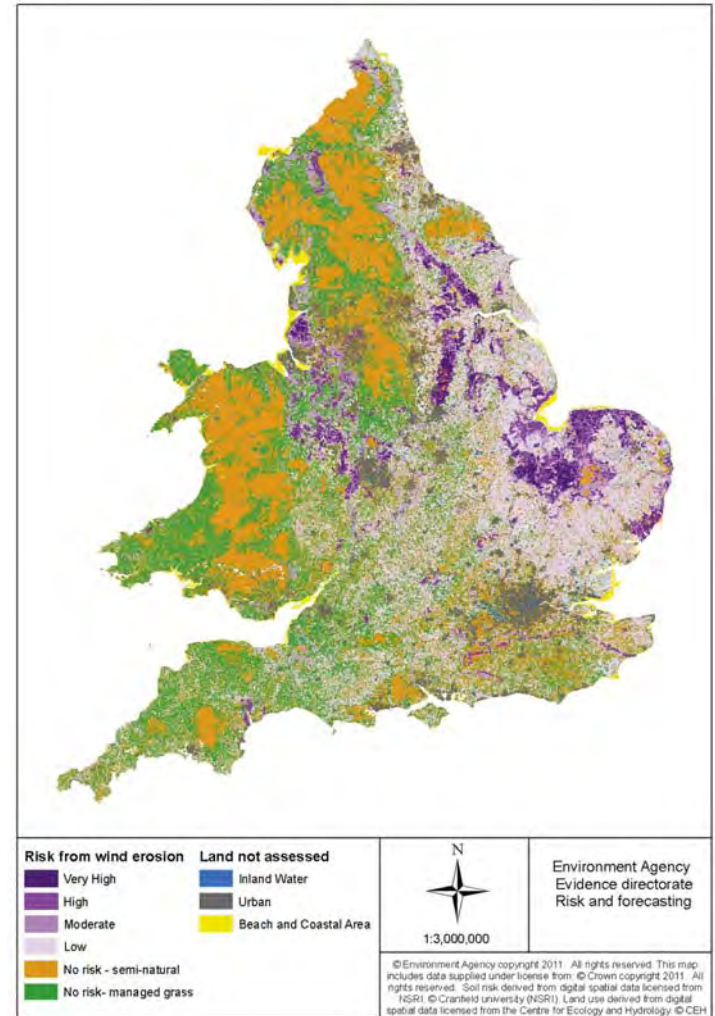 Risk from wind erosion
Very High
High
Moderate
Low
No risk - semi-natural
No risk- managed grass
Land not assessed
Inland Water
Urban
Beach and Coastal Area
N
1:3,000,000
Environment Agency
Evidence directorate
Risk and forecasting
© Environment Agency copyright 2011. All rights reserved. This map
includes data supplied under license from: © Crown copyright 2011. All
rights reserved. Soil risk derived from digital spatial data licensed from
NSRI, © Cranfield university (NSRI). Land use derived from digital
spatial data licensed from the Centre for Ecology and Hydrology, © CEH